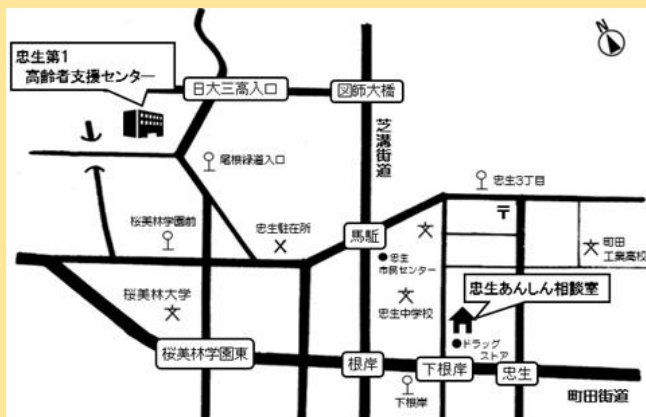 忠生第1
高齢者支援センター
N
日大三高入口
図師大橋
芝溝街道
尾根緑道入口
忠生3丁目
〒
桜美林学園前
忠生駐在所
馬駈
忠生
市民センター
町田
工業高校
忠生あんしん相談室
桜美林大学
忠生中学校
ドラッグ
ストア
桜美林学園東
根岸
下根岸
忠生
下根岸
町田街道